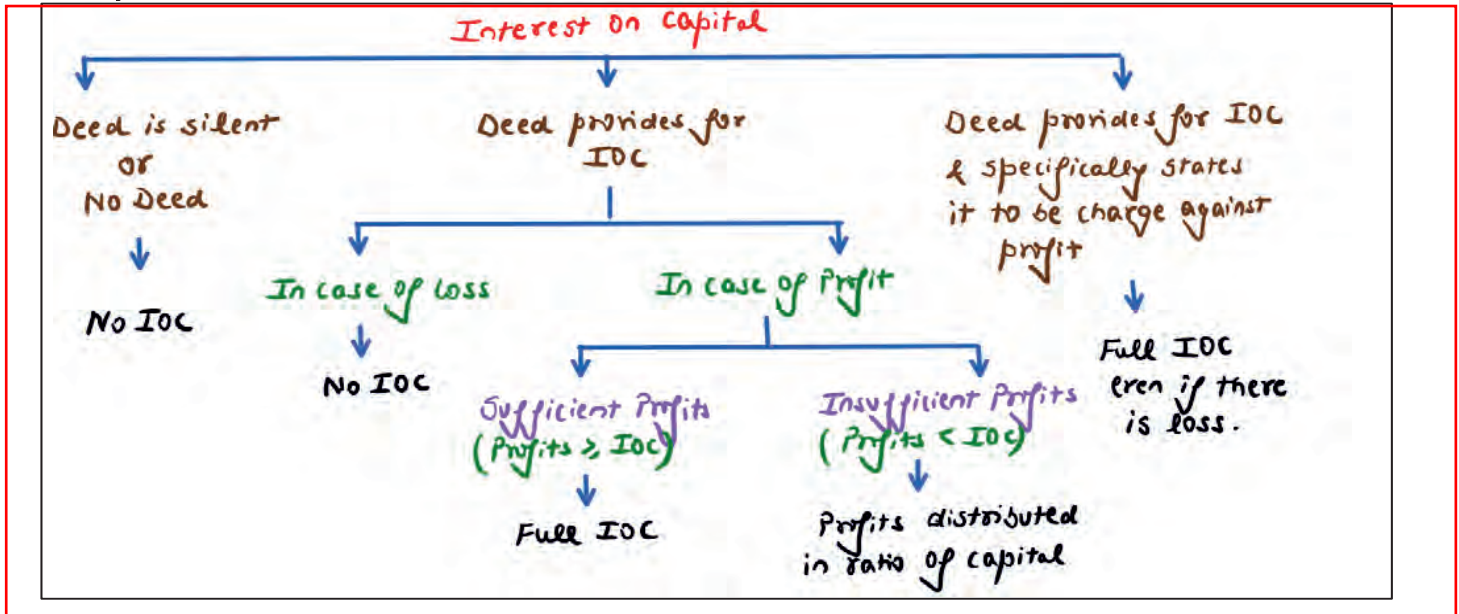 Interest on Capital
Deed is silent
or
No Deed
No IOC
Deed provides for
IOC
In case of loss
No IOC
In case of Profit
Sufficient Profits
(Profits ⩾ IOC)
Full IOC
Insufficient Profits
(Profits < IOC)
Profits distributed
in ratio of capital
Deed provides for IOC
& specifically states
it to be charge against
profit
Full IOC
even if there
is loss.